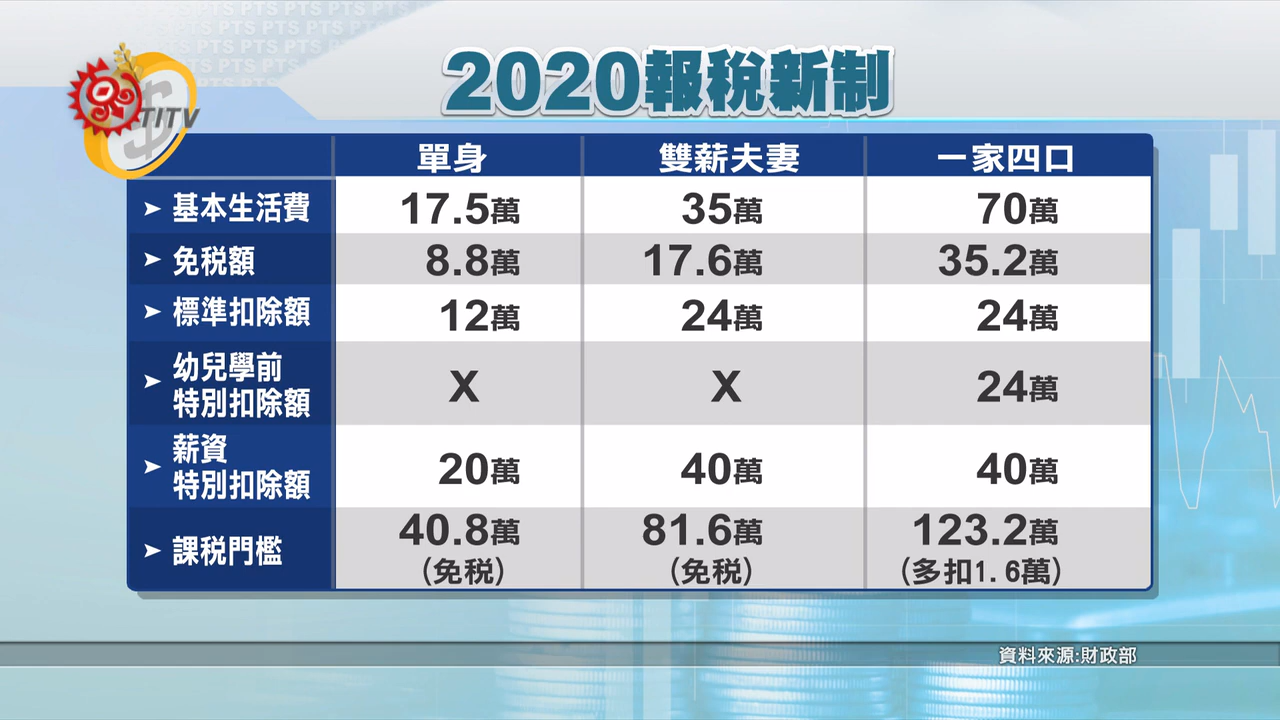 PTS PTS PTS PTS
TITV
2020報稅新制
單身 雙薪夫妻 一家四口
➤ 基本生活費 17.5萬 35萬 70萬
➤ 免稅額 8.8萬 17.6萬 35.2萬
➤ 標準扣除額 12萬 24萬 24萬
➤ 幼兒學前
特別扣除額 X X 24萬
➤ 薪資
特別扣除額 20萬 40萬 40萬
➤ 課稅門檻 40.8萬 81.6萬 123.2萬
(免稅) (免稅) (多扣1.6萬)
資料來源:財政部